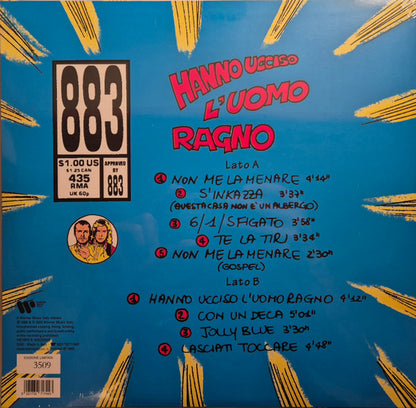 883
$1.00 US
$1.25 CAN
435
RMA
UK 60p
APPROVED
BY
883
HANNO UCCISO
L'UOMO
RAGNO
LATO A
1 NON ME LA MENARE 4'14"
2 S'INKAZZA 3'37"
(QUESTA CASA NON È UN ALBERGO)
3 6/1/SFIGATO 3'58"
4 TE LA TIRI 3'34"
5 NON ME LA MENARE 2'30"
(GOSPEL)
LATO B
1 HANNO UCCISO L'UOMO RAGNO 4'12"
2 CON UN DECA 5'01"
3 JOLLY BLUE 3'30"
4 LASCIATI TOCCARE 4'48"
EDIZIONE LIMITATA
3509